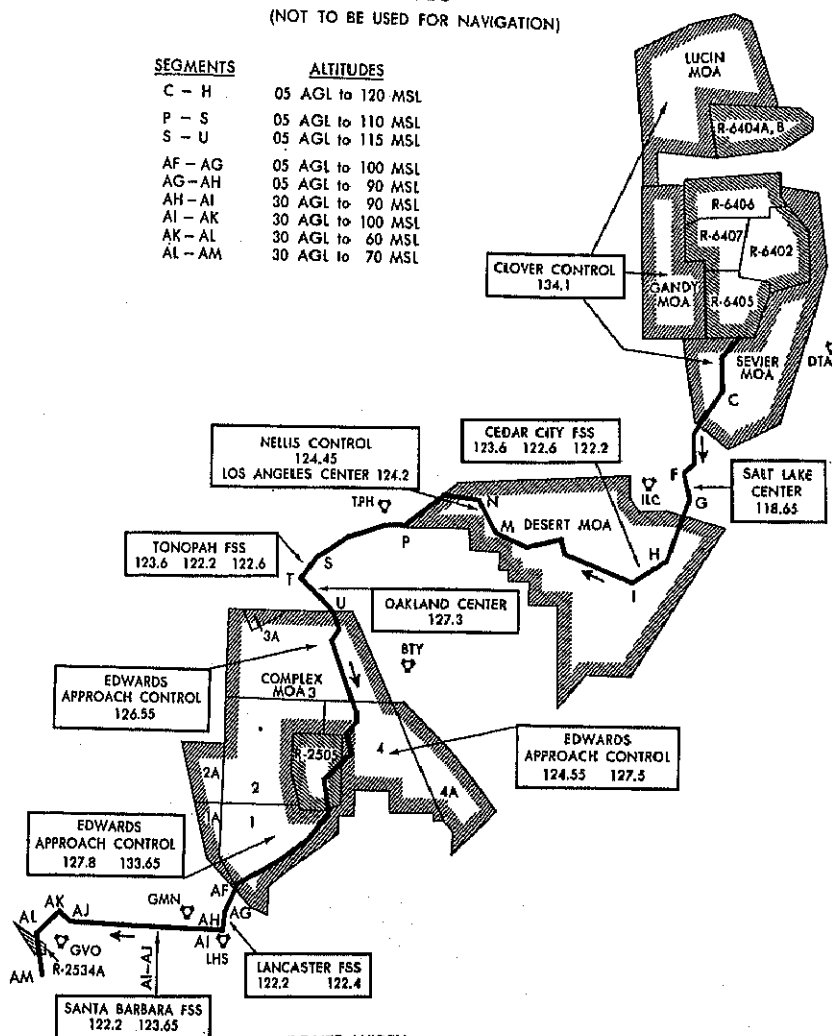 (NOT TO BE USED FOR NAVIGATION)
SEGMENTS ALTITUDES
C – H 05 AGL to 120 MSL
P – S 05 AGL to 110 MSL
S – U 05 AGL to 115 MSL
AF – AG 05 AGL to 100 MSL
AG – AH 05 AGL to 90 MSL
AH – AI 30 AGL to 90 MSL
AI – AK 30 AGL to 100 MSL
AK – AL 30 AGL to 60 MSL
AL – AM 30 AGL to 70 MSL
LUCIN
MOA
R-6404A, B
R-6406
R-6407
R-6402
CLOVER CONTROL
134.1
GANDY
MOA
R-6405
SEVIER
MOA
DTA
C
NELLIS CONTROL
124.45
LOS ANGELES CENTER 124.2
CEDAR CITY FSS
123.6 122.6 122.2
SALT LAKE
CENTER
118.65
F
G
ILC
TPH
N
M
DESERT MOA
P
H
I
TONOPAH FSS
123.6 122.2 122.6
S
T
U
OAKLAND CENTER
127.3
3A
BTY
EDWARDS
APPROACH CONTROL
126.55
COMPLEX
MOA 3
R-2505
4
EDWARDS
APPROACH CONTROL
124.55 127.5
2A
2
4A
1A
1
EDWARDS
APPROACH CONTROL
127.8 133.65
AF
GMN
AG
AK
AJ
AH
AL
AI
GVO
LHS
R-2534A
AM
AI–AJ
LANCASTER FSS
122.2 122.4
SANTA BARBARA FSS
122.2 123.65